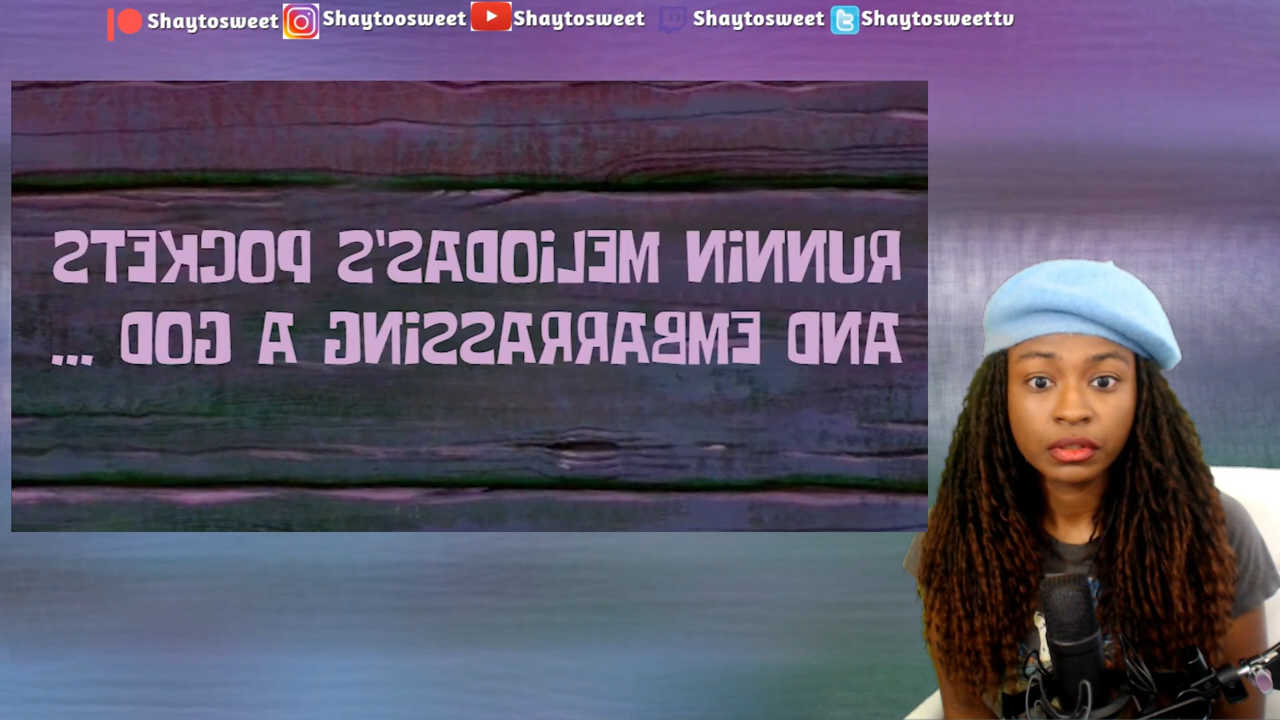 Shaytosweet Shaytoosweet Shaytosweet Shaytosweet Shaytosweettv
RUNNiN MELiODAS'S POCKETS
AND EMBARRASSiNG A GOD ...